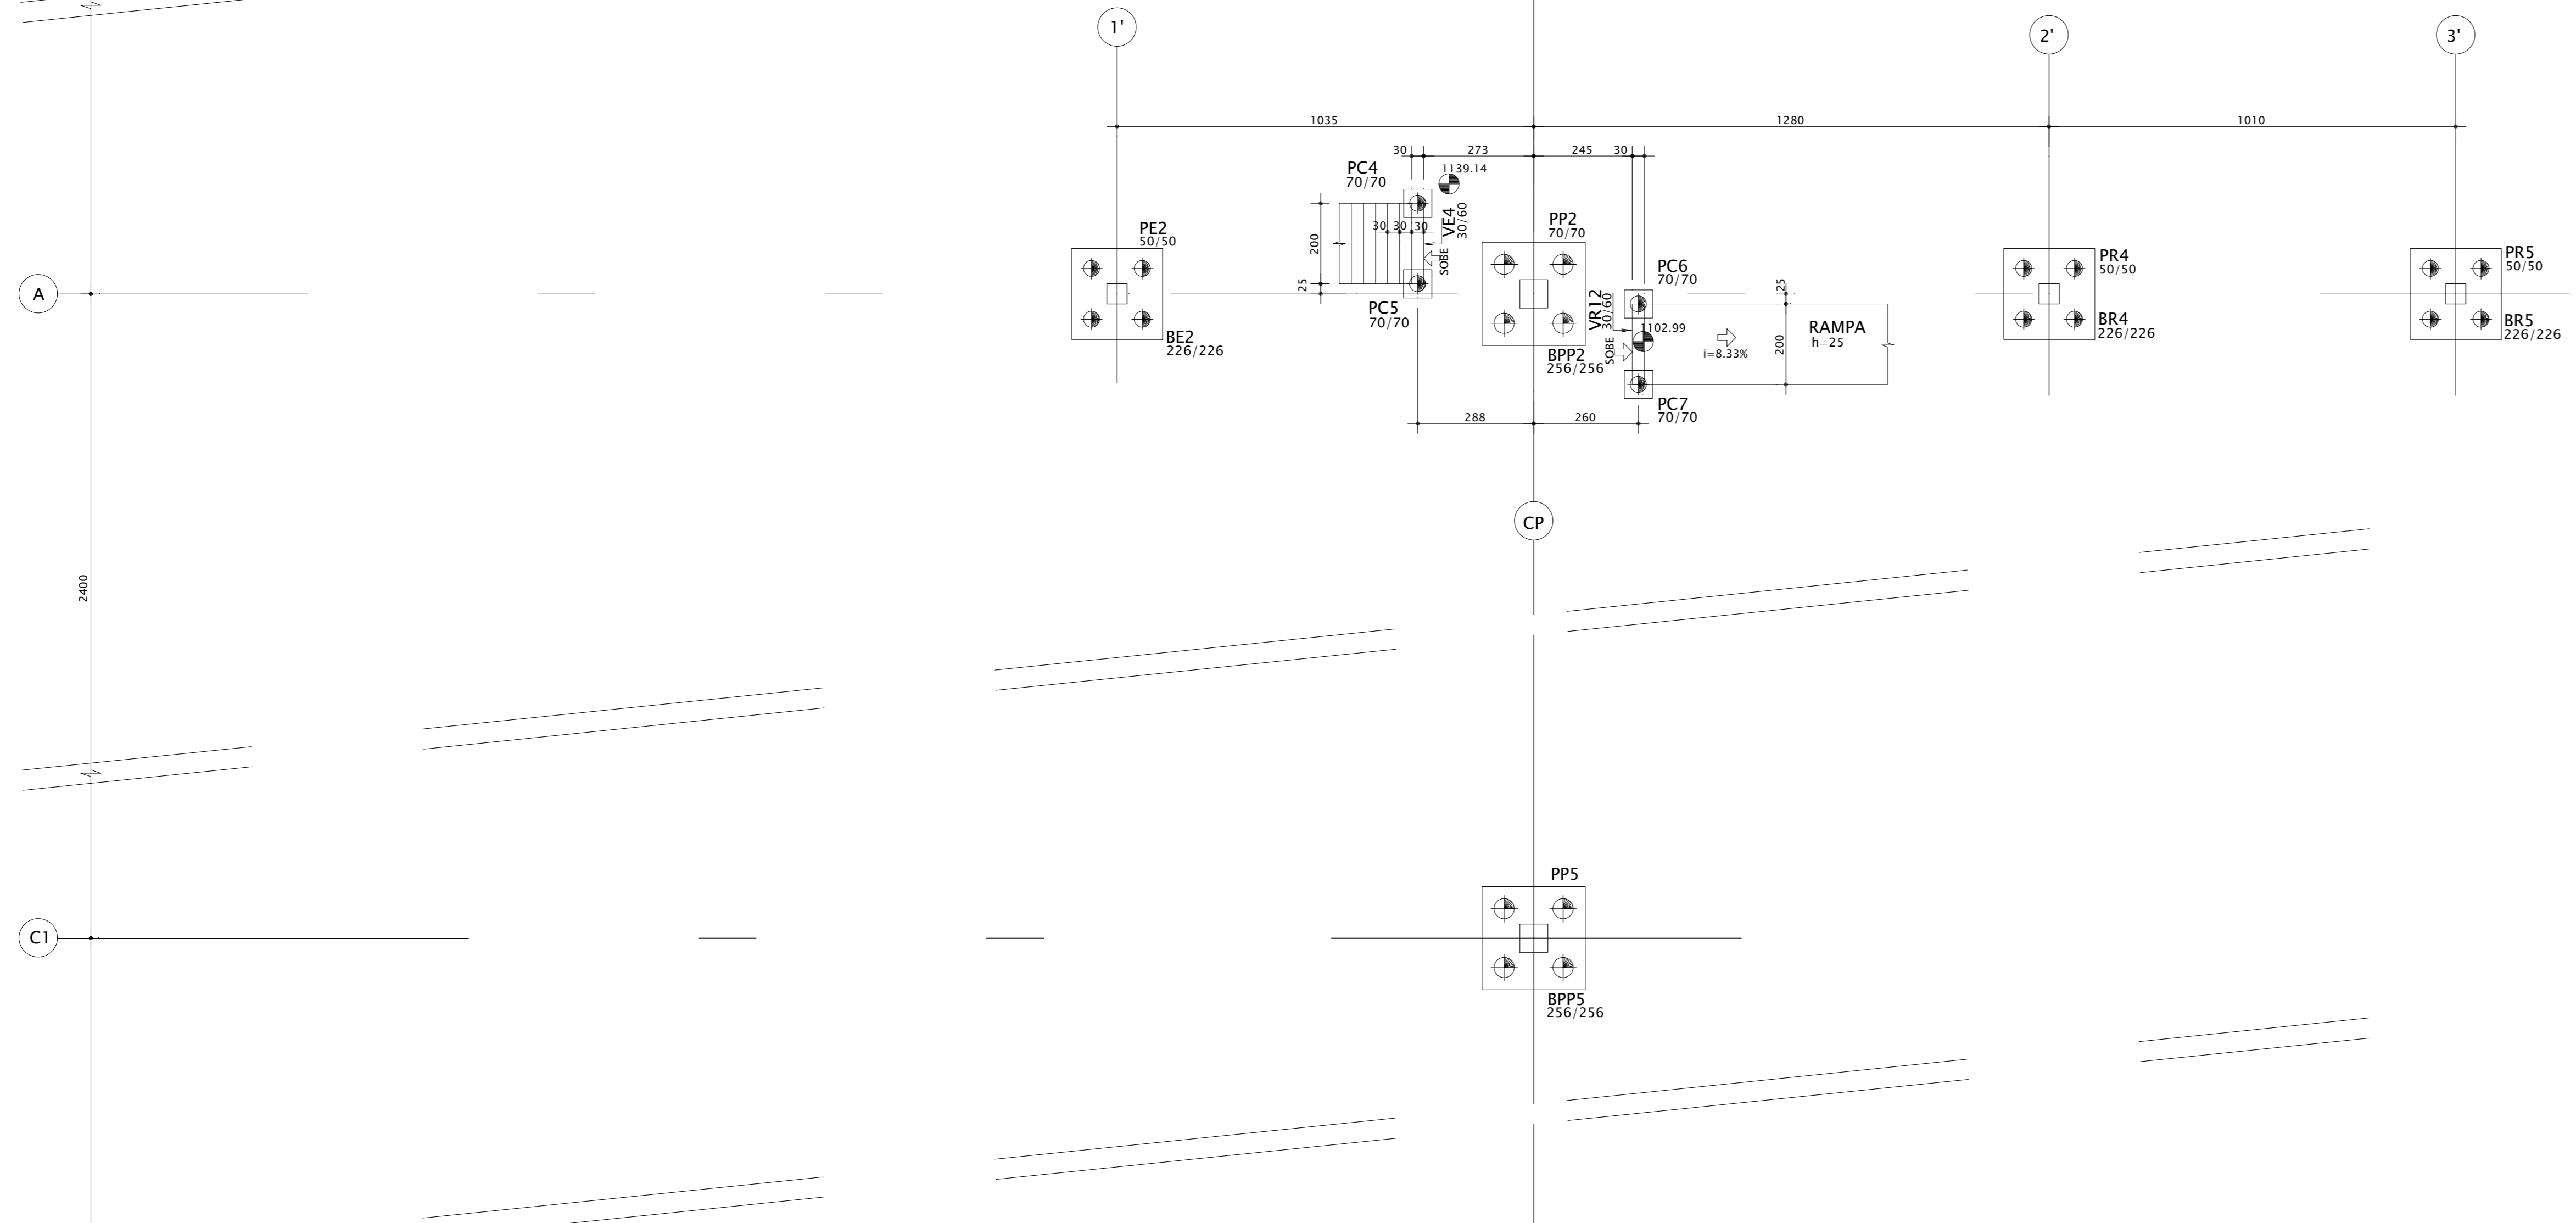 1'
2'
3'
1035
1280
1010
30
273
245
30
PC4
70/70
1139.14
VE4
30/60
30
30
30
200
25
SOBE
PC5
70/70
PE2
50/50
BE2
226/226
A
PP2
70/70
BPP2
256/256
VR12
30/60
SOBE
PC6
70/70
1102.99
i=8.33%
25
200
RAMPA
h=25
PC7
70/70
PR4
50/50
BR4
226/226
PR5
50/50
BR5
226/226
288
260
CP
2400
PP5
C1
BPP5
256/256